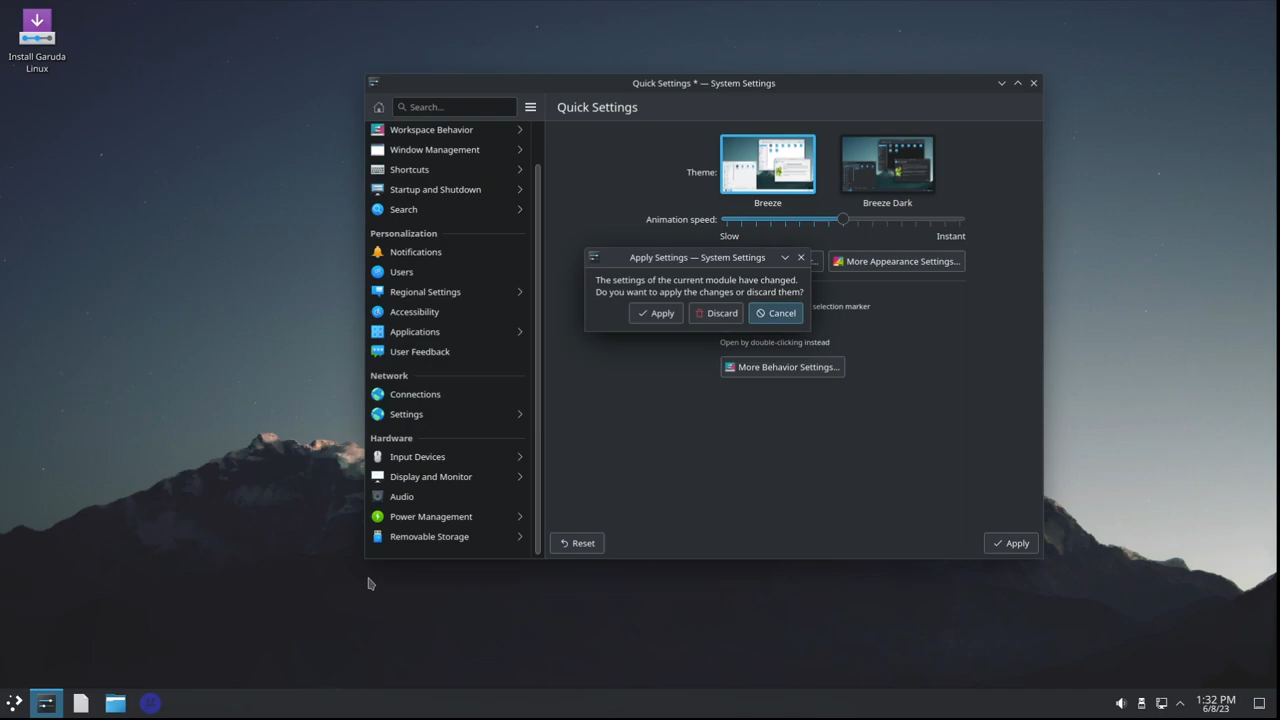 Install Garuda
Linux
Quick Settings * — System Settings
Search...
Quick Settings
Workspace Behavior
Window Management
Shortcuts
Startup and Shutdown
Search
Personalization
Notifications
Users
Regional Settings
Accessibility
Applications
User Feedback
Network
Connections
Settings
Hardware
Input Devices
Display and Monitor
Audio
Power Management
Removable Storage
Theme:
Breeze
Breeze Dark
Animation speed:
Slow
Instant
...
More Appearance Settings...
Apply Settings — System Settings
The settings of the current module have changed.
Do you want to apply the changes or discard them?
Apply
Discard
Cancel
selection marker
Open by double-clicking instead
More Behavior Settings...
Reset
Apply
1:32 PM
6/8/23